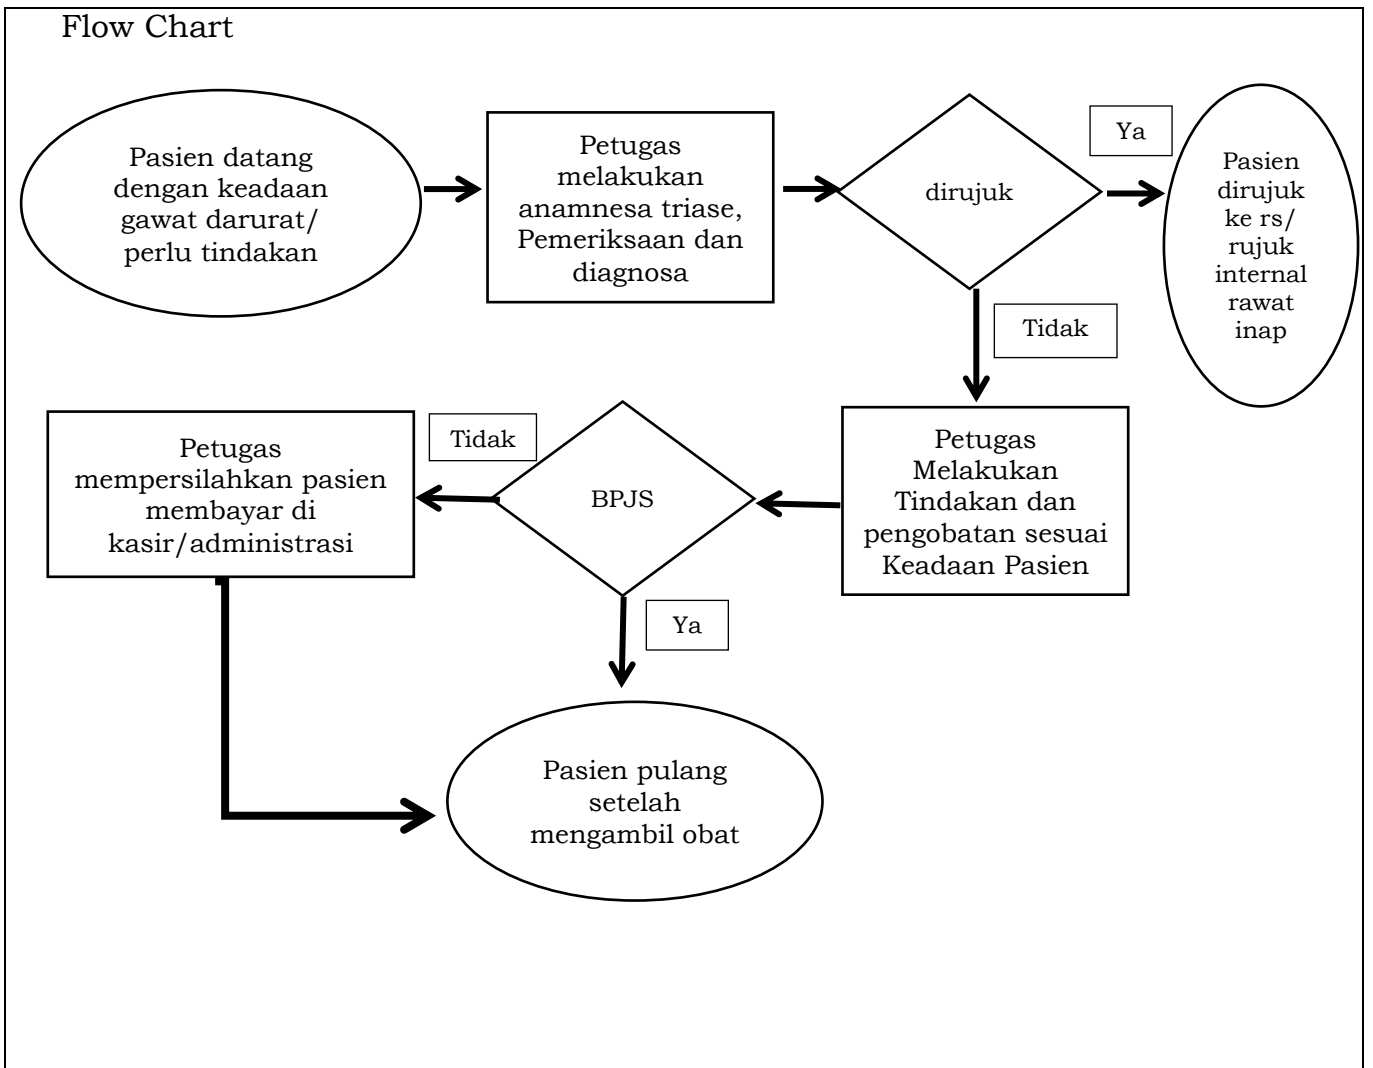 Flow Chart
Pasien datang
dengan keadaan
gawat darurat/
perlu tindakan
Petugas
melakukan
anamnesa triase,
Pemeriksaan dan
diagnosa
dirujuk
Ya
Pasien
dirujuk
ke rs/
rujuk
internal
rawat
inap
Tidak
Petugas
Melakukan
Tindakan dan
pengobatan sesuai
Keadaan Pasien
BPJS
Tidak
Petugas
mempersilahkan pasien
membayar di
kasir/administrasi
Ya
Pasien pulang
setelah
mengambil obat